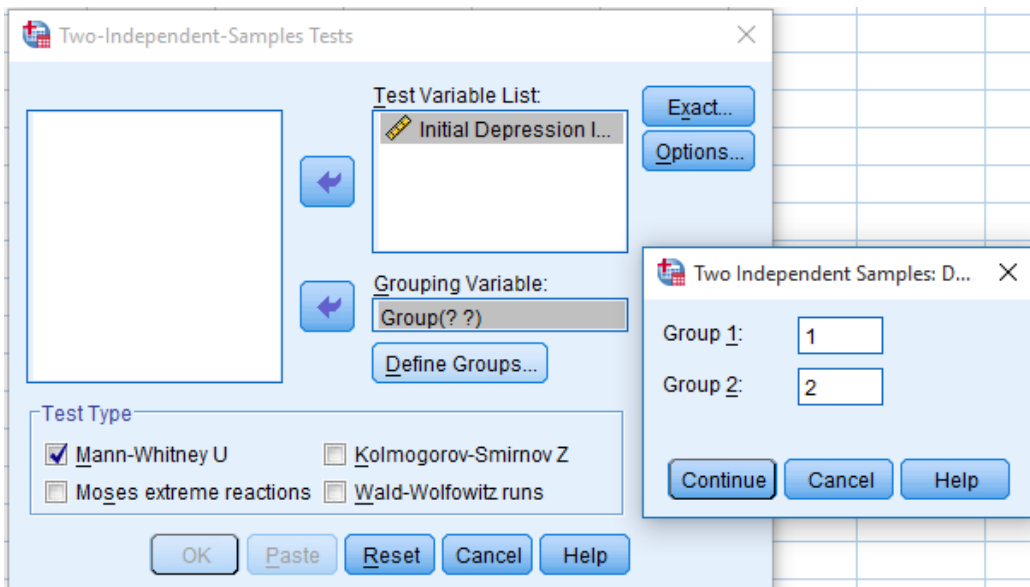 Two-Independent-Samples Tests
Test Variable List:
Initial Depression I...
Exact...
Options...
Grouping Variable:
Group(? ?)
Define Groups...
Test Type
Mann-Whitney U
Kolmogorov-Smirnov Z
Moses extreme reactions
Wald-Wolfowitz runs
OK
Paste
Reset
Cancel
Help
Two Independent Samples: D...
Group 1:
1
Group 2:
2
Continue
Cancel
Help